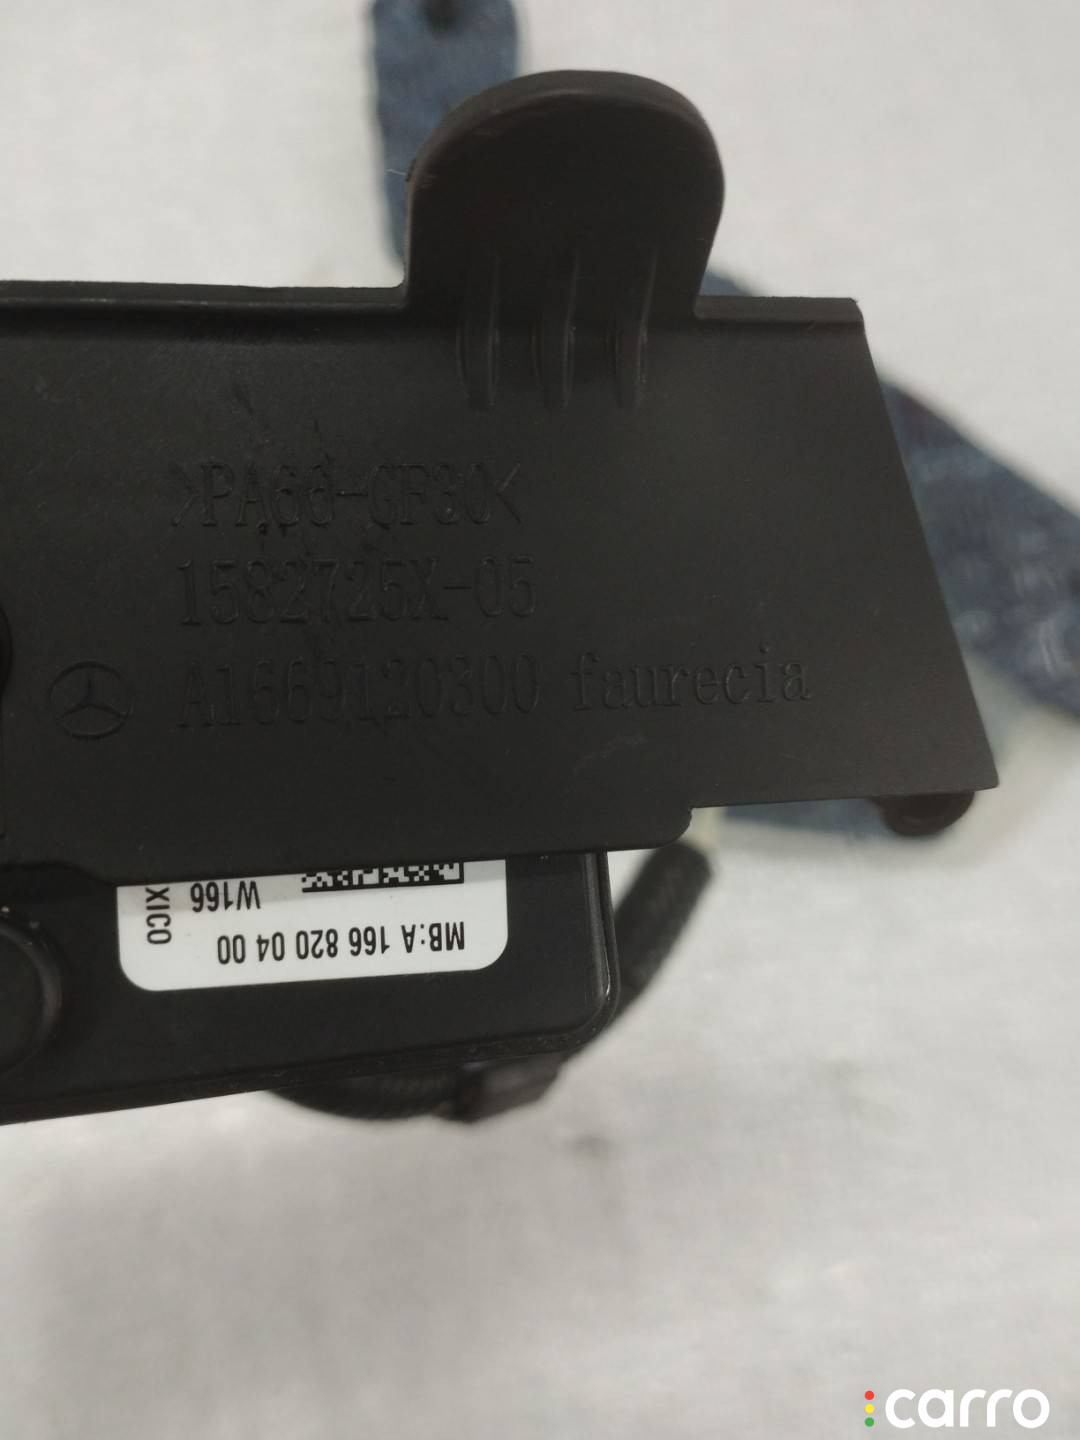 >PA66-GF30<
1582725X-05
A1669120300 faurecia
MB:A 166 820 04 00
W166
XICO
carro